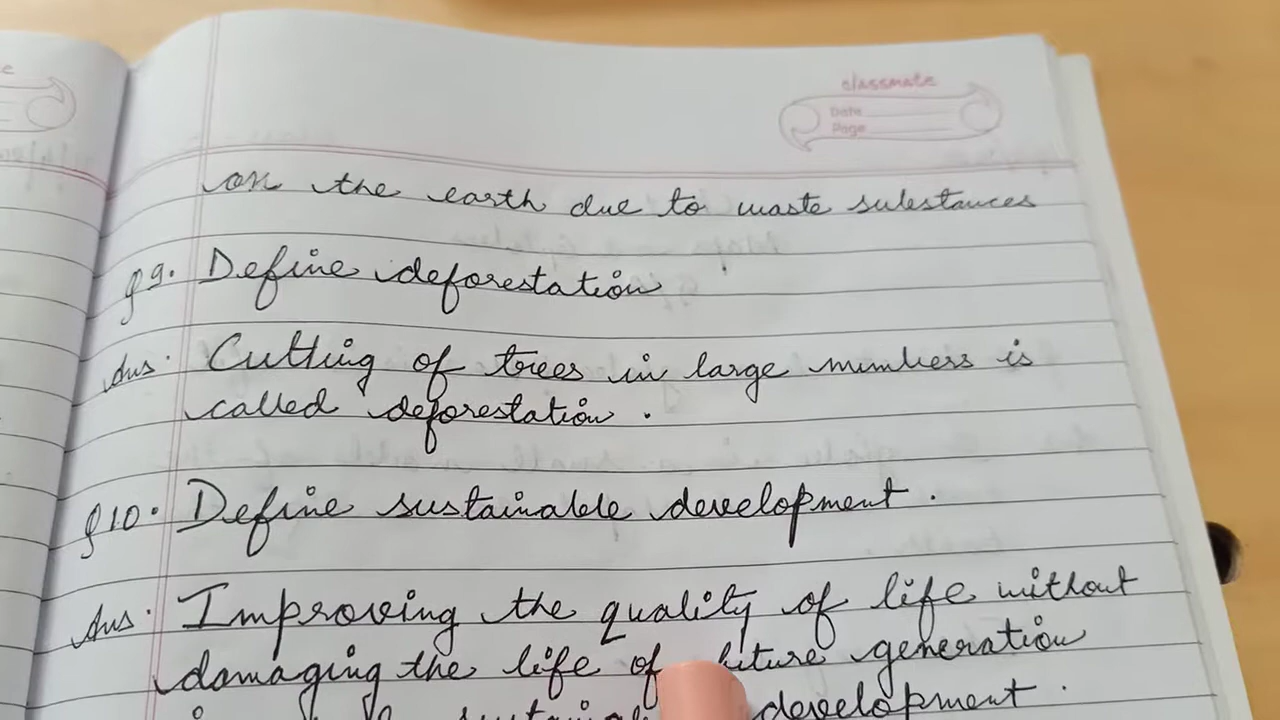 classmate
Date
Page
on the earth due to waste substances
Q9. Define deforestation
Ans. Cutting of trees in large numbers is
called deforestation.
Q10. Define sustainable development.
Ans. Improving the quality of life without
damaging the life of future generation
development.